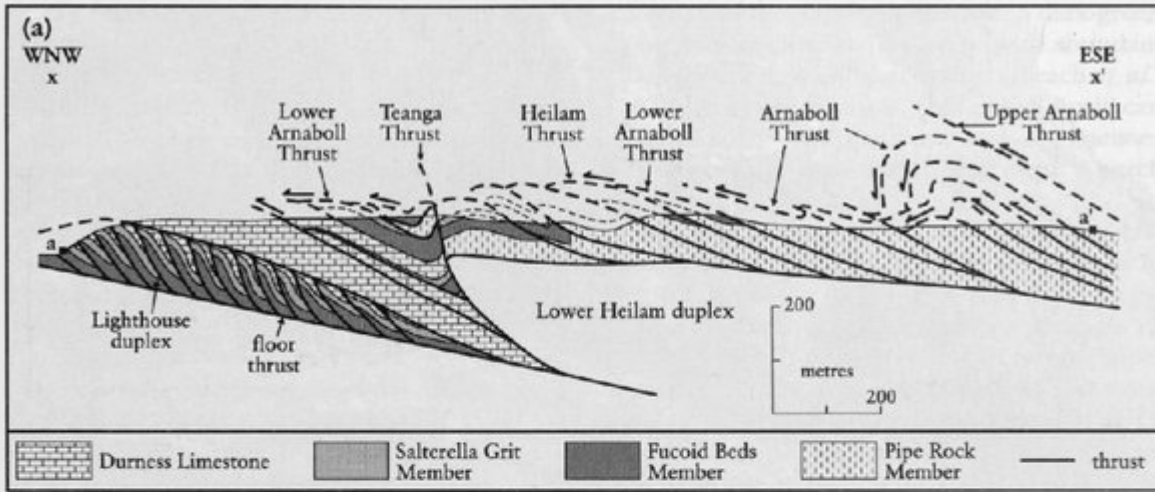 (a)
WNW
x
ESE
x'
Lower
Arnaboll
Thrust
Teanga
Thrust
Heilam
Thrust
Lower
Arnaboll
Thrust
Arnaboll
Thrust
Upper Arnaboll
Thrust
a
a'
Lighthouse
duplex
floor
thrust
Lower Heilam duplex
200
metres
200
Durness Limestone
Salterella Grit
Member
Fucoid Beds
Member
Pipe Rock
Member
thrust